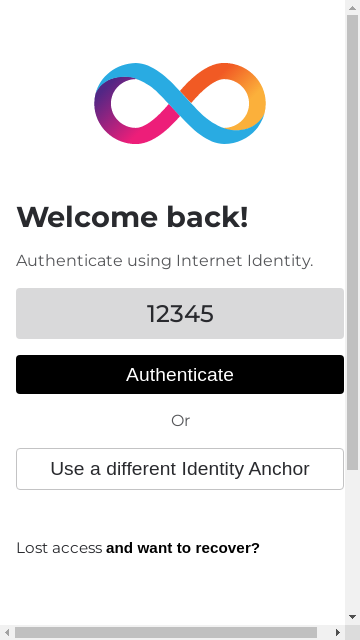 Welcome back!
Authenticate using Internet Identity.
12345
Authenticate
Or
Use a different Identity Anchor
Lost access and want to recover?